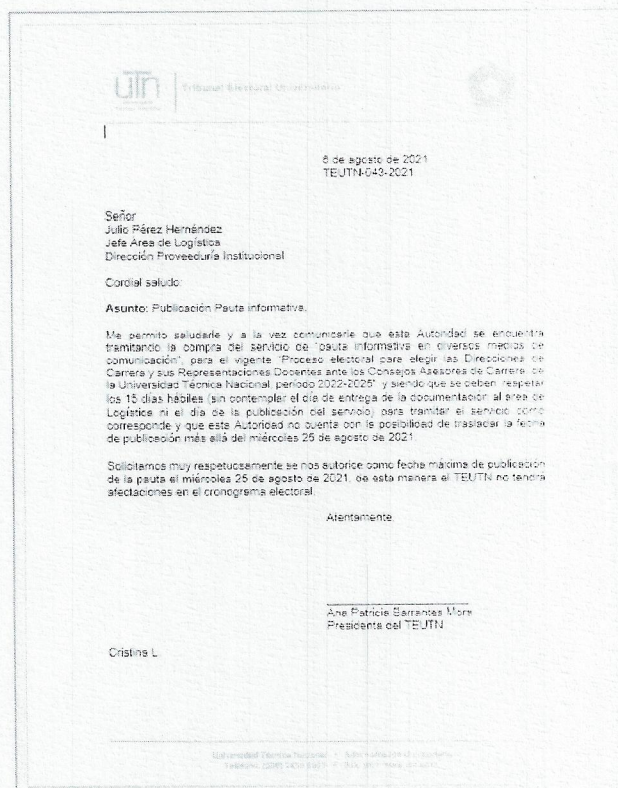 UTN
Tribunal Electoral Universitario
6 de agosto de 2021
TEUTN-043-2021
Señor
Julio Pérez Hernández
Jefe Area de Logística
Dirección Proveeduría Institucional
Cordial saludo:
Asunto: Publicación Pauta informativa.
Me permito saludarle y a la vez comunicarle que esta Autoridad se encuentra
tramitando la compra del servicio de "pauta informativa en diversos medios de
comunicación", para el vigente "Proceso electoral para elegir las Direcciones de
Carrera y sus Representaciones Docentes ante los Consejos Asesores de Carrera de
la Universidad Técnica Nacional, período 2022-2025" y siendo que se deben respetar
los 15 días hábiles (sin contemplar el día de entrega de la documentación al área de
Logística ni el día de la publicación del servicio) para tramitar el servicio como
corresponde y que esta Autoridad no cuenta con la posibilidad de trasladar la fecha
de publicación más allá del miércoles 25 de agosto de 2021.
Solicitamos muy respetuosamente se nos autorice como fecha máxima de publicación
de la pauta el miércoles 25 de agosto de 2021, de esta manera el TEUTN no tendrá
afectaciones en el cronograma electoral.
Atentamente,
Ana Patricia Barrantes Mora
Presidenta del TEUTN
Cristina L.
Universidad Técnica Nacional